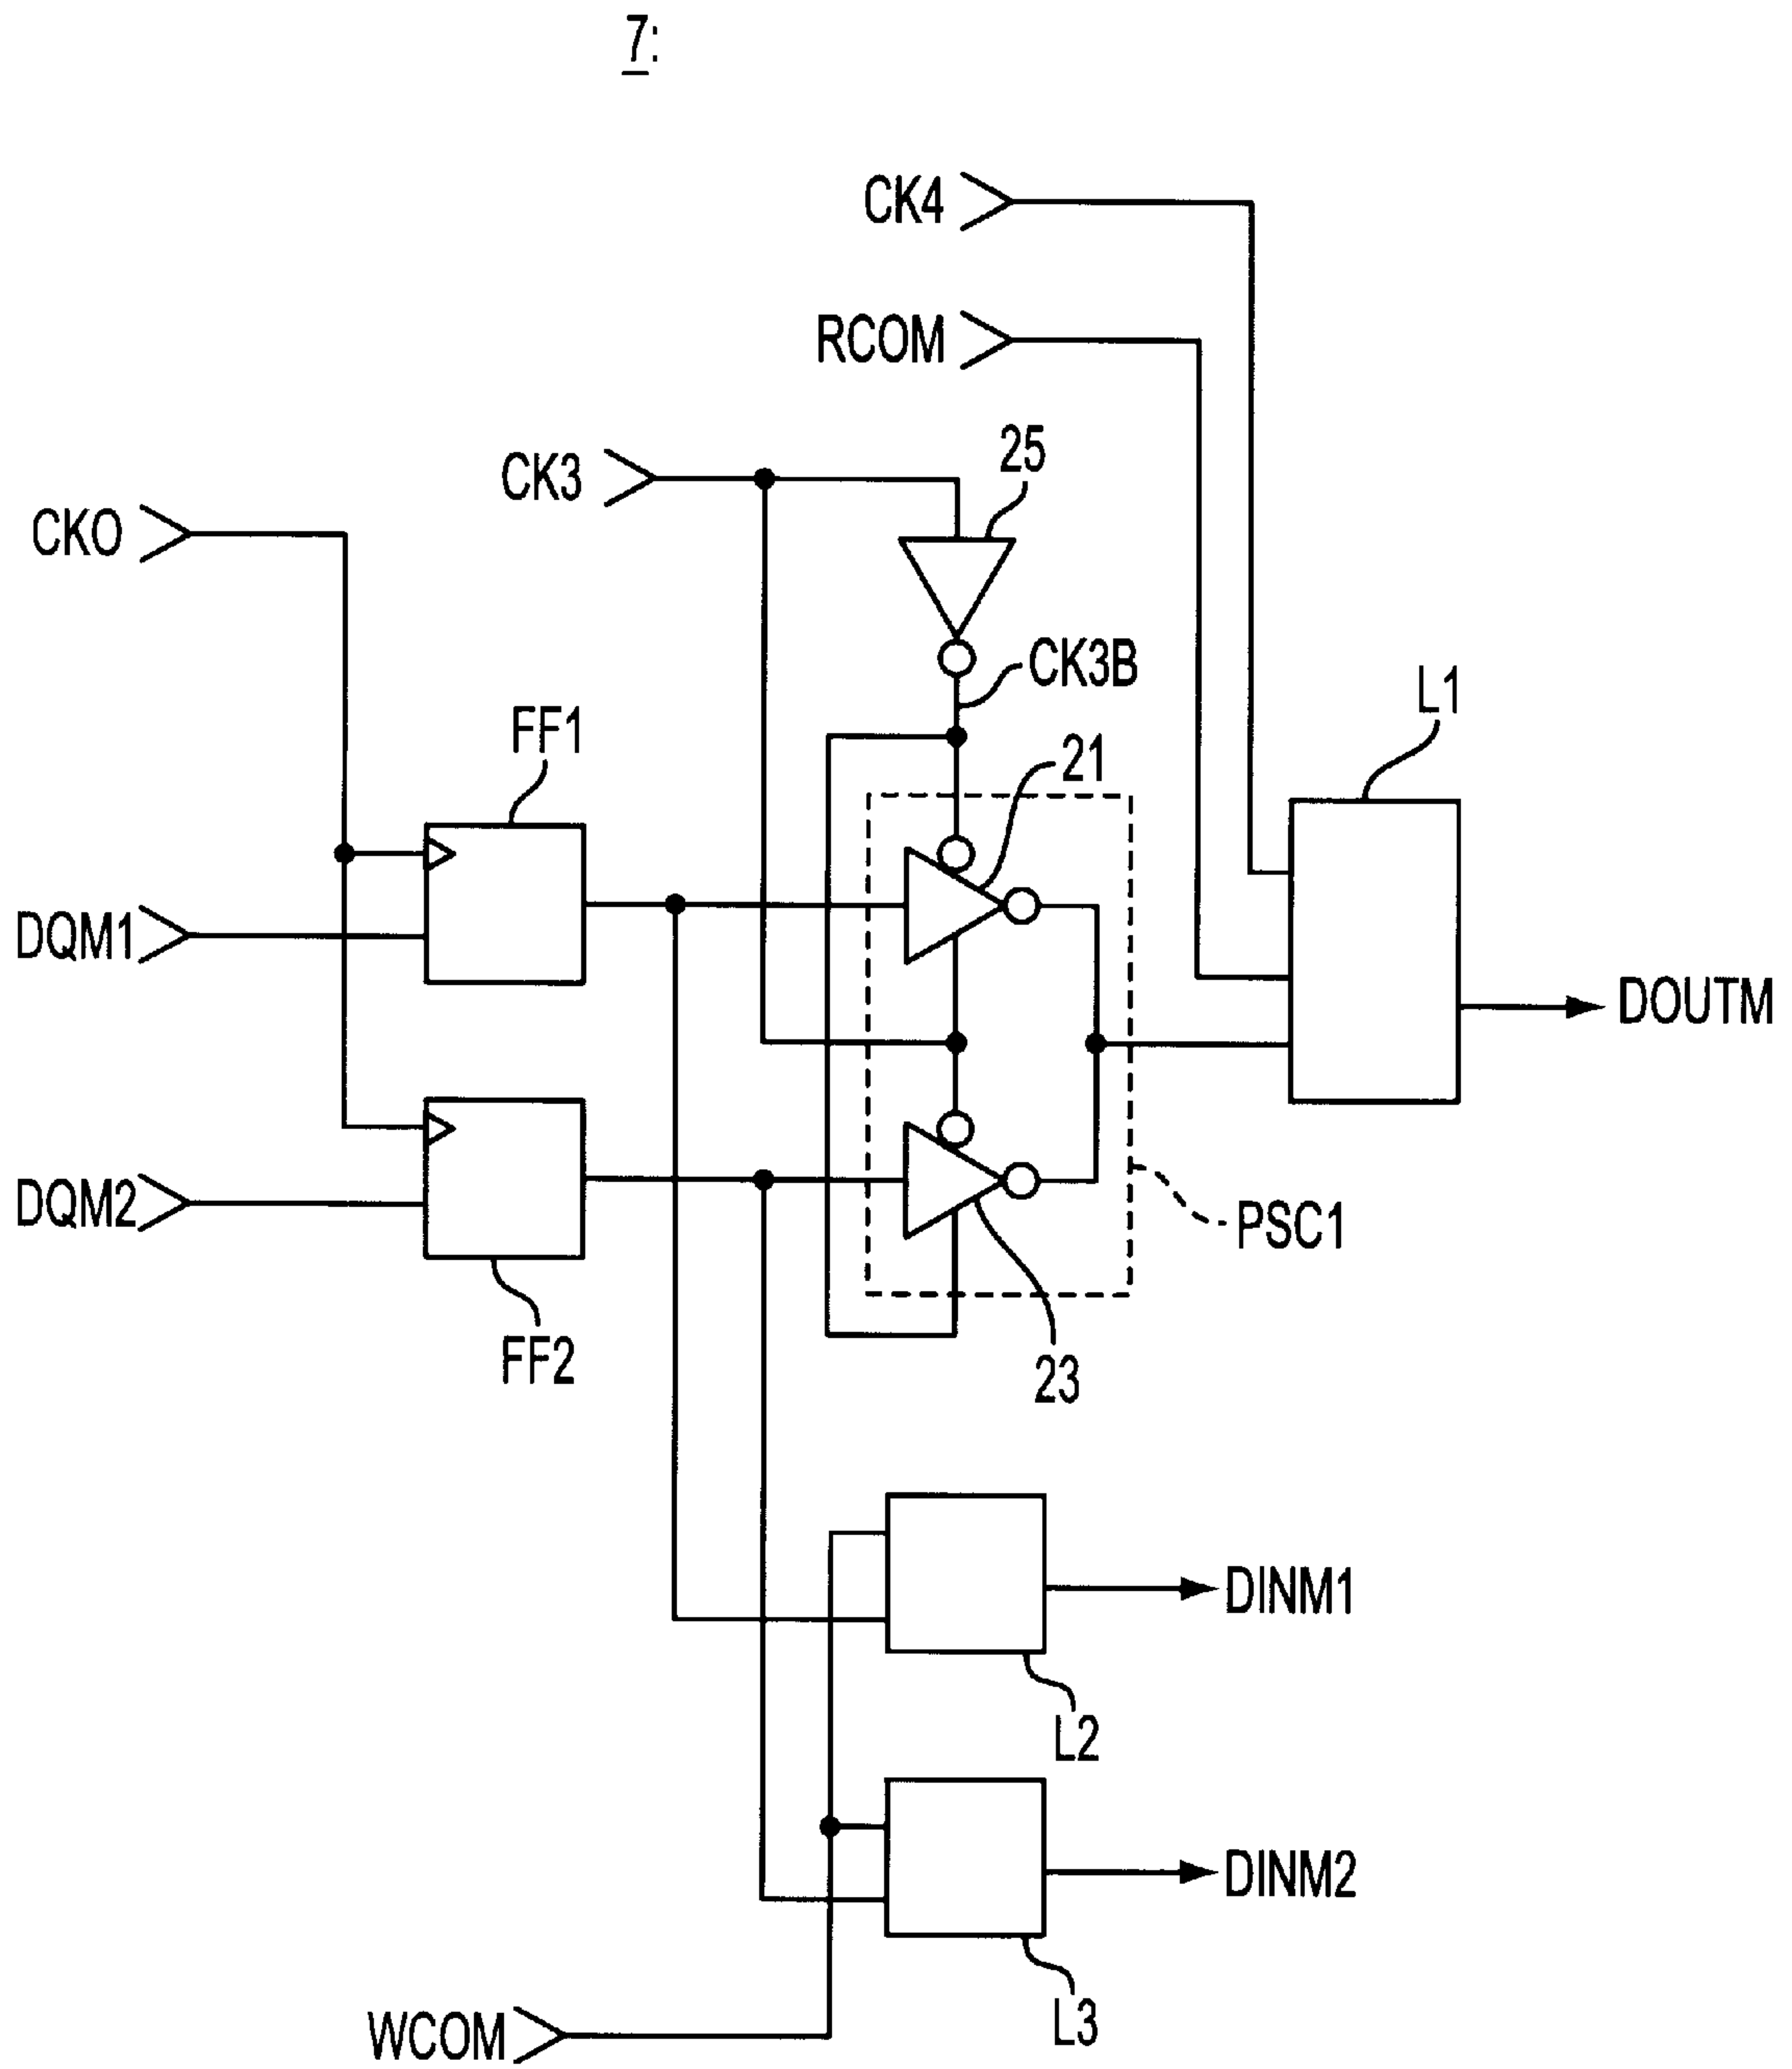 7:
CK4
RCOM
25
CK3
CKO
CK3B
L1
FF1
21
DQM1
DOUTM
DQM2
PSC1
FF2
23
DINM1
L2
DINM2
L3
WCOM